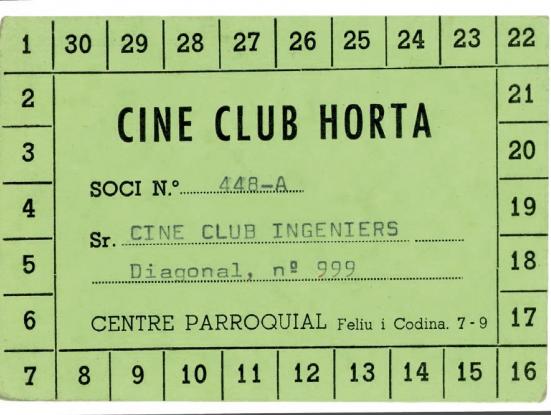 1 30 29 28 27 26 25 24 23 22
2 21
CINE CLUB HORTA
3 20
SOCI N.º 448-A
4 19
Sr. CINE CLUB INGENIERS
5 Diagonal, nº 999 18
6 CENTRE PARROQUIAL Feliu i Codina. 7-9 17
7 8 9 10 11 12 13 14 15 16